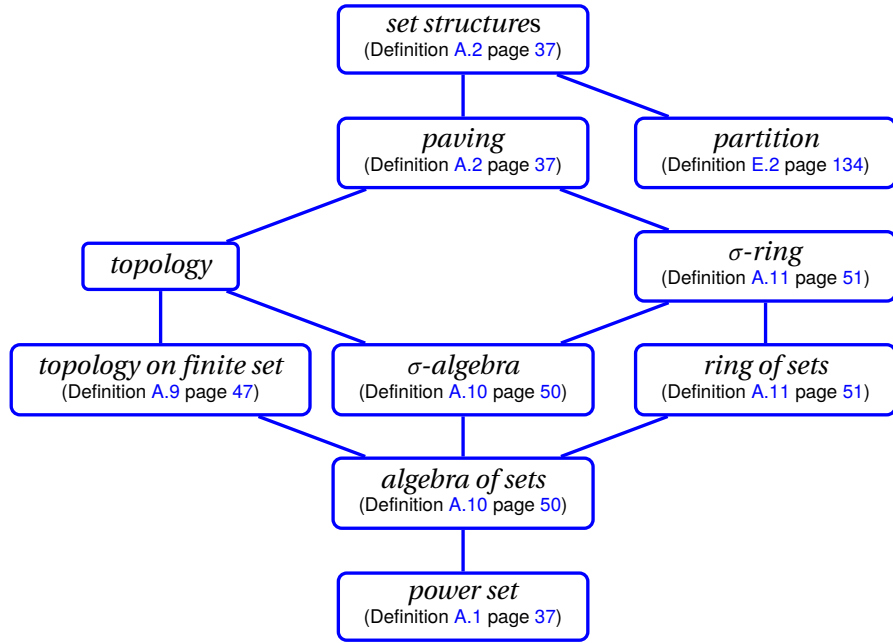 set structures
(Definition A.2 page 37)
paving
(Definition A.2 page 37)
partition
(Definition E.2 page 134)
topology
σ-ring
(Definition A.11 page 51)
topology on finite set
(Definition A.9 page 47)
σ-algebra
(Definition A.10 page 50)
ring of sets
(Definition A.11 page 51)
algebra of sets
(Definition A.10 page 50)
power set
(Definition A.1 page 37)